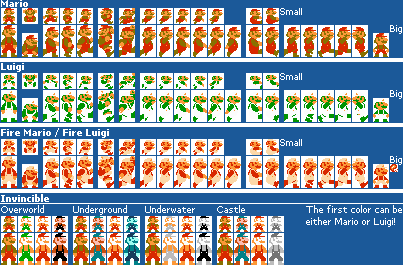 Mario
Small
Big
Luigi
Small
Big
Fire Mario / Fire Luigi
Small
Big
Invincible
Overworld Underground Underwater Castle
The first color can be
either Mario or Luigi!